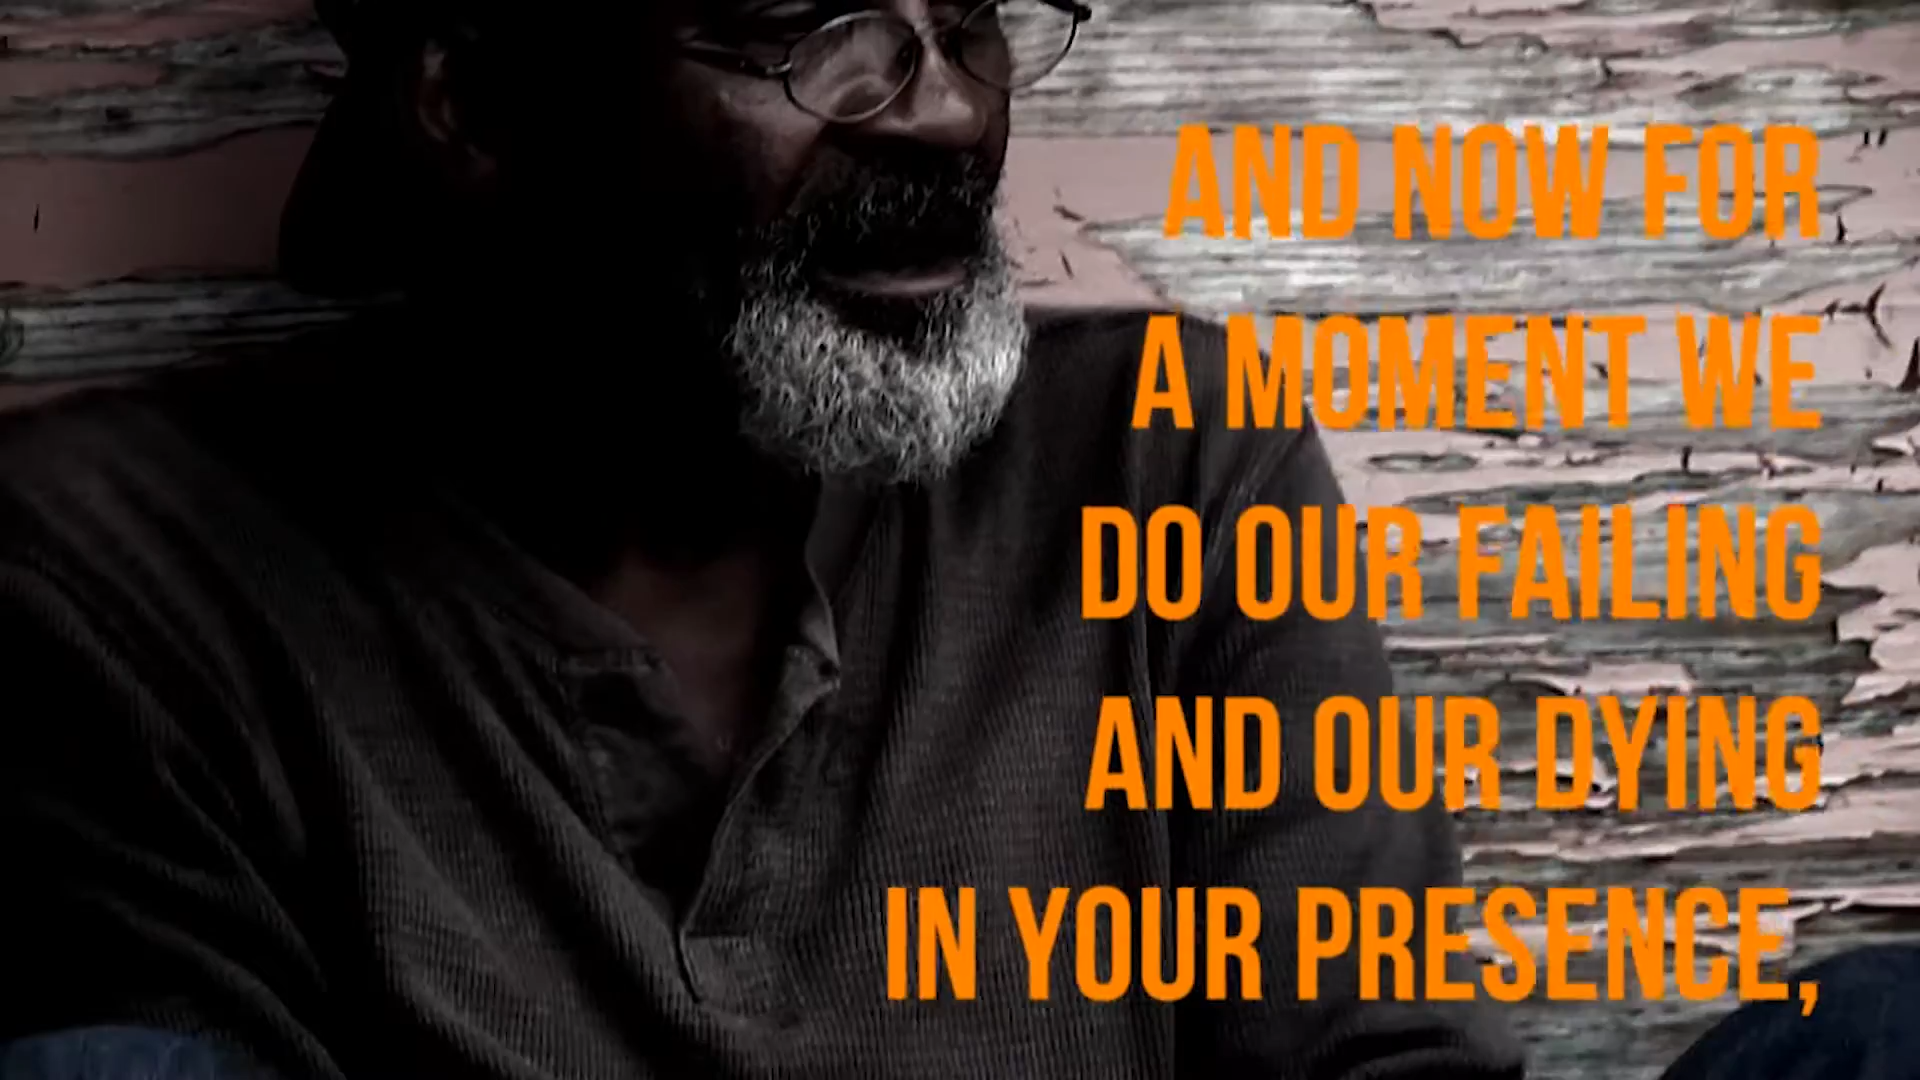 AND NOW FOR
A MOMENT WE
DO OUR FAILING
AND OUR DYING
IN YOUR PRESENCE,